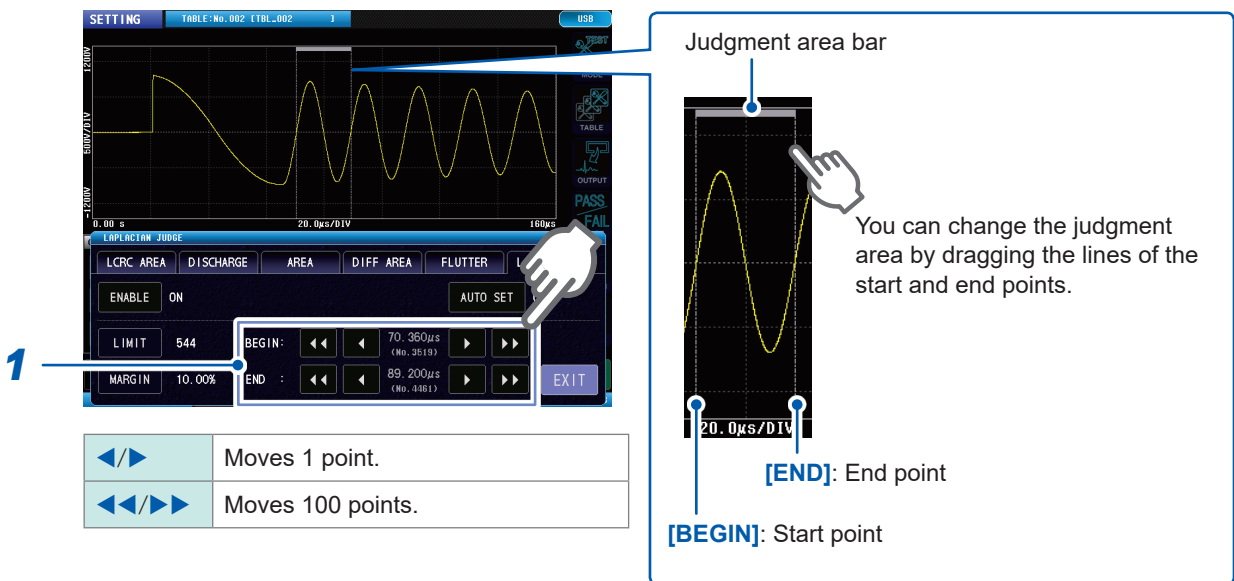 SETTING
TABLE:No.002 [TBL_002 ]
USB
1200V
500V/DIV
-1200V
0.00 s
20.0µs/DIV
160µs
TEST
MODE
TABLE
OUTPUT
PASS
FAIL
LAPLACIAN JUDGE
LCRC AREA
DISCHARGE
AREA
DIFF AREA
FLUTTER
ENABLE
ON
AUTO SET
LIMIT
544
BEGIN:
◀◀
◀
70.360µs
(No.3519)
▶
▶▶
MARGIN
10.00%
END :
◀◀
◀
89.200µs
(No.4461)
▶
▶▶
EXIT
1
◀/▶ Moves 1 point.
◀◀/▶▶ Moves 100 points.
Judgment area bar
You can change the judgment
area by dragging the lines of the
start and end points.
20.0µs/DIV
[END]: End point
[BEGIN]: Start point